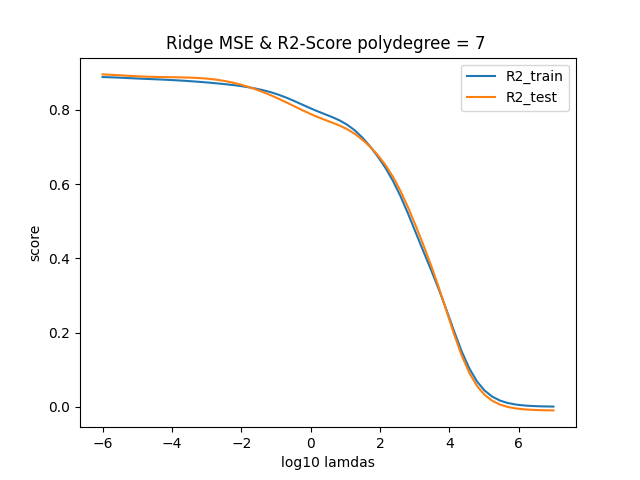 Ridge MSE & R2-Score polydegree = 7
R2_train
R2_test
score
0.8
0.6
0.4
0.2
0.0
−6 −4 −2 0 2 4 6
log10 lamdas